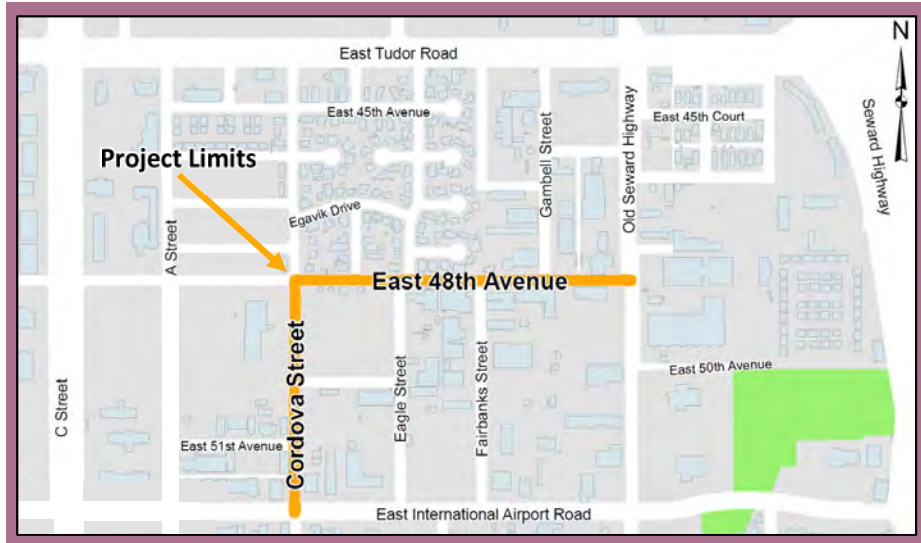 East Tudor Road
N
East 45th Avenue
East 45th Court
Project Limits
Gambell Street
Old Seward Highway
Seward Highway
Egavik Drive
A Street
East 48th Avenue
Cordova Street
Eagle Street
Fairbanks Street
East 50th Avenue
C Street
East 51st Avenue
East International Airport Road